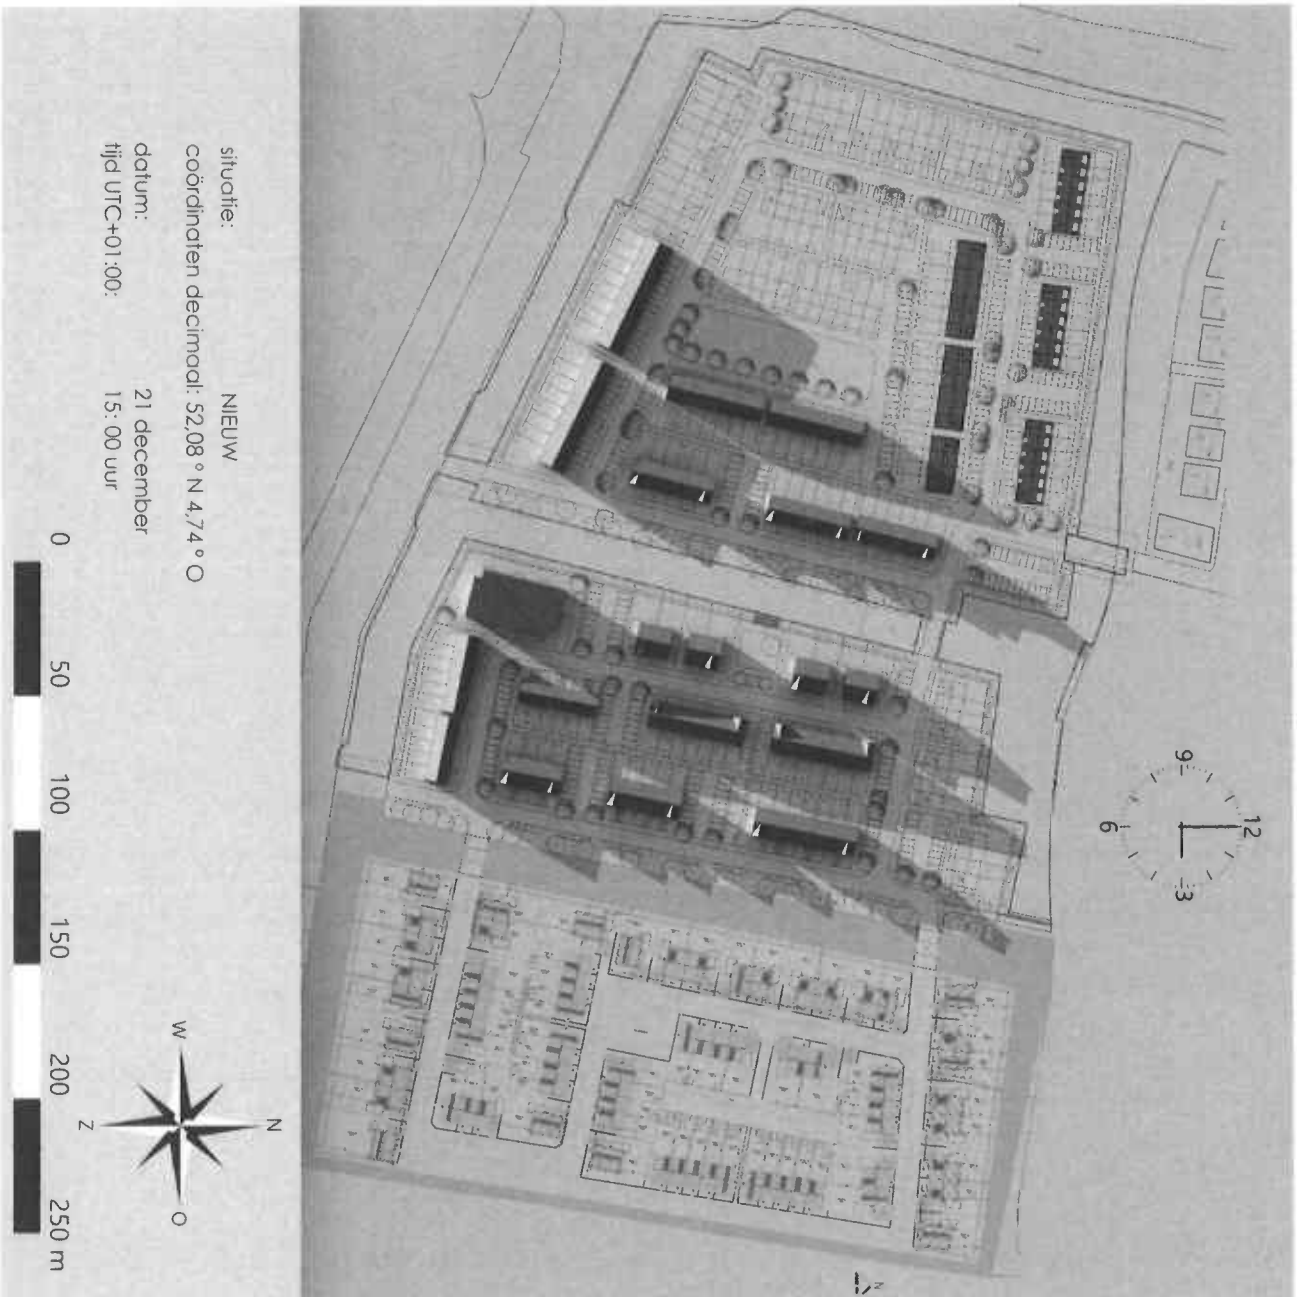 situatie: NIEUW
coördinaten decimaal: 52,08 ° N 4,74 ° O
datum: 21 december
tijd UTC+01:00: 15: 00 uur
0 50 100 150 200 250 m
N
W
O
Z
12
9
3
6
N